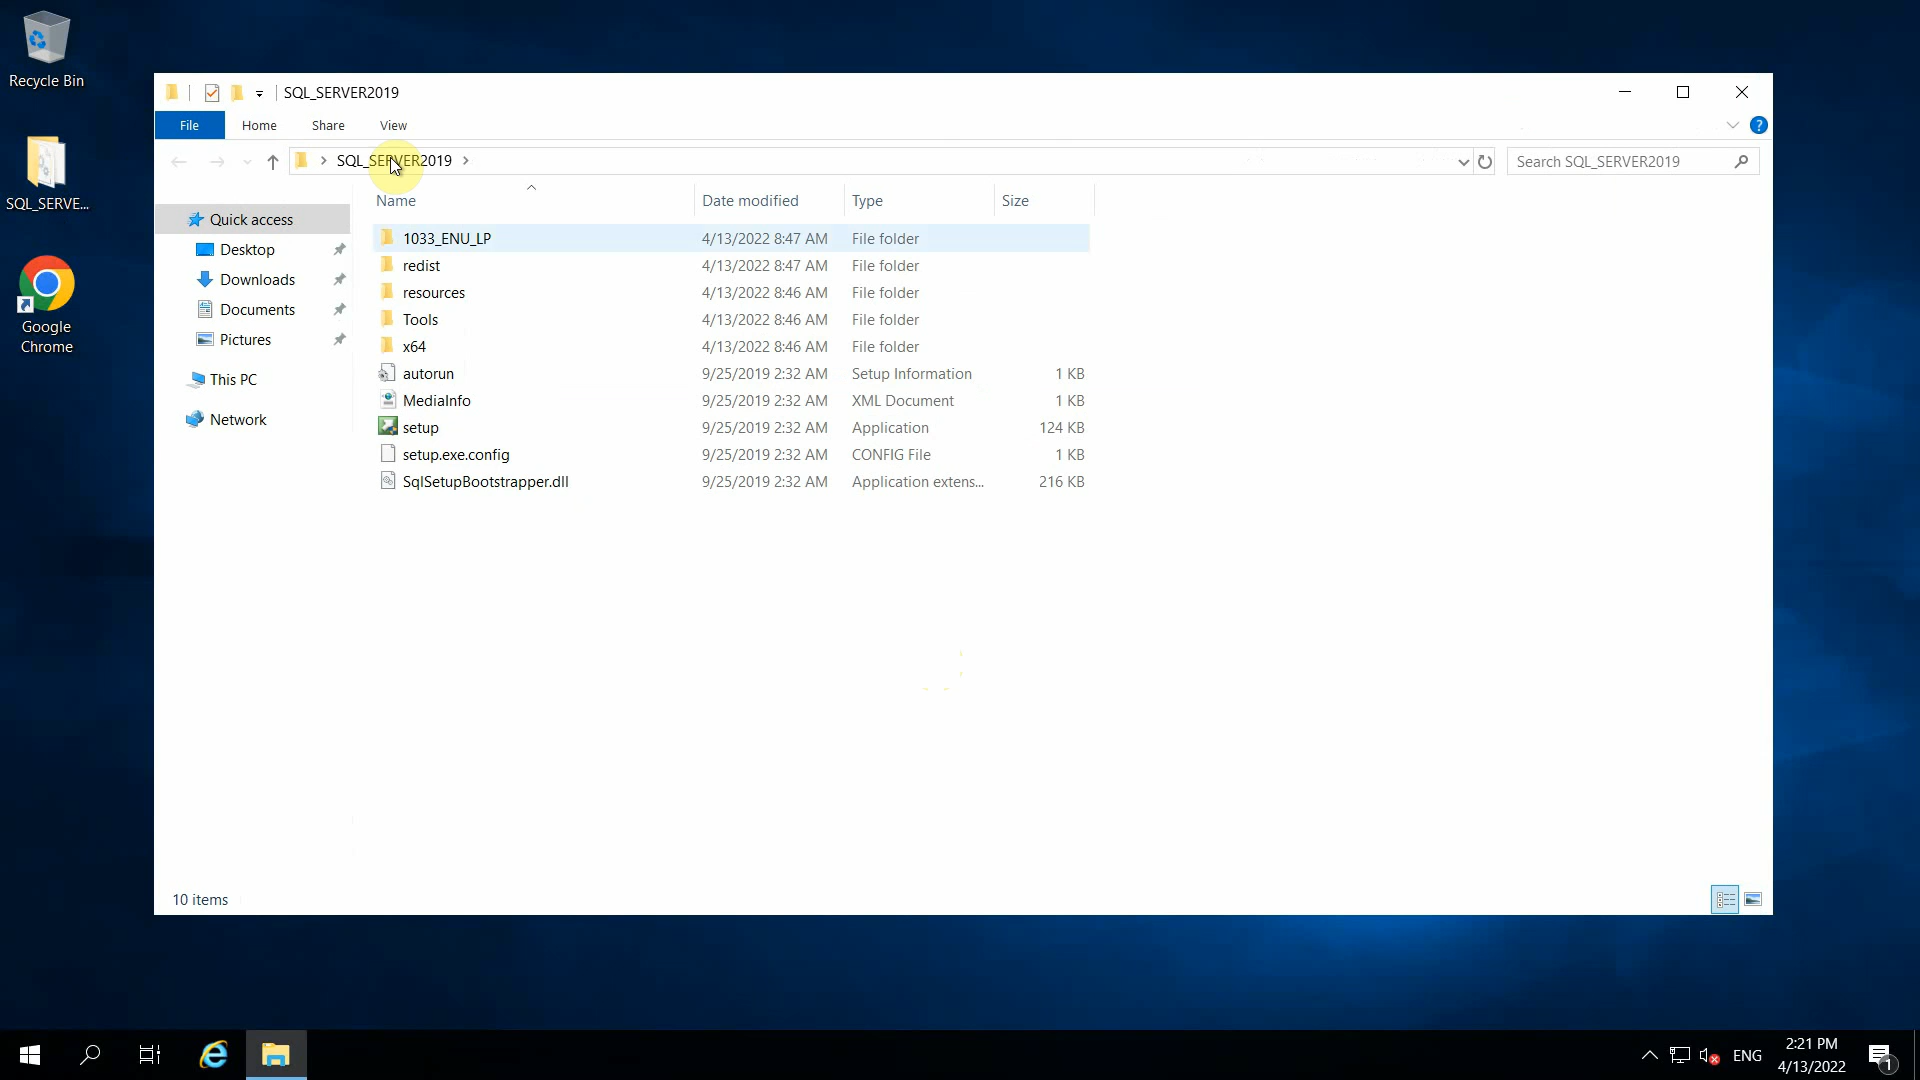 Recycle Bin
SQL_SERVE...
Google
Chrome
SQL_SERVER2019
File Home Share View ?
SQL_SERVER2019
Search SQL_SERVER2019
Name Date modified Type Size
Quick access
Desktop
Downloads
Documents
Pictures
This PC
Network
1033_ENU_LP 4/13/2022 8:47 AM File folder
redist 4/13/2022 8:47 AM File folder
resources 4/13/2022 8:46 AM File folder
Tools 4/13/2022 8:46 AM File folder
x64 4/13/2022 8:46 AM File folder
autorun 9/25/2019 2:32 AM Setup Information 1 KB
MediaInfo 9/25/2019 2:32 AM XML Document 1 KB
setup 9/25/2019 2:32 AM Application 124 KB
setup.exe.config 9/25/2019 2:32 AM CONFIG File 1 KB
SqlSetupBootstrapper.dll 9/25/2019 2:32 AM Application extens... 216 KB
10 items
ENG
2:21 PM
4/13/2022
1